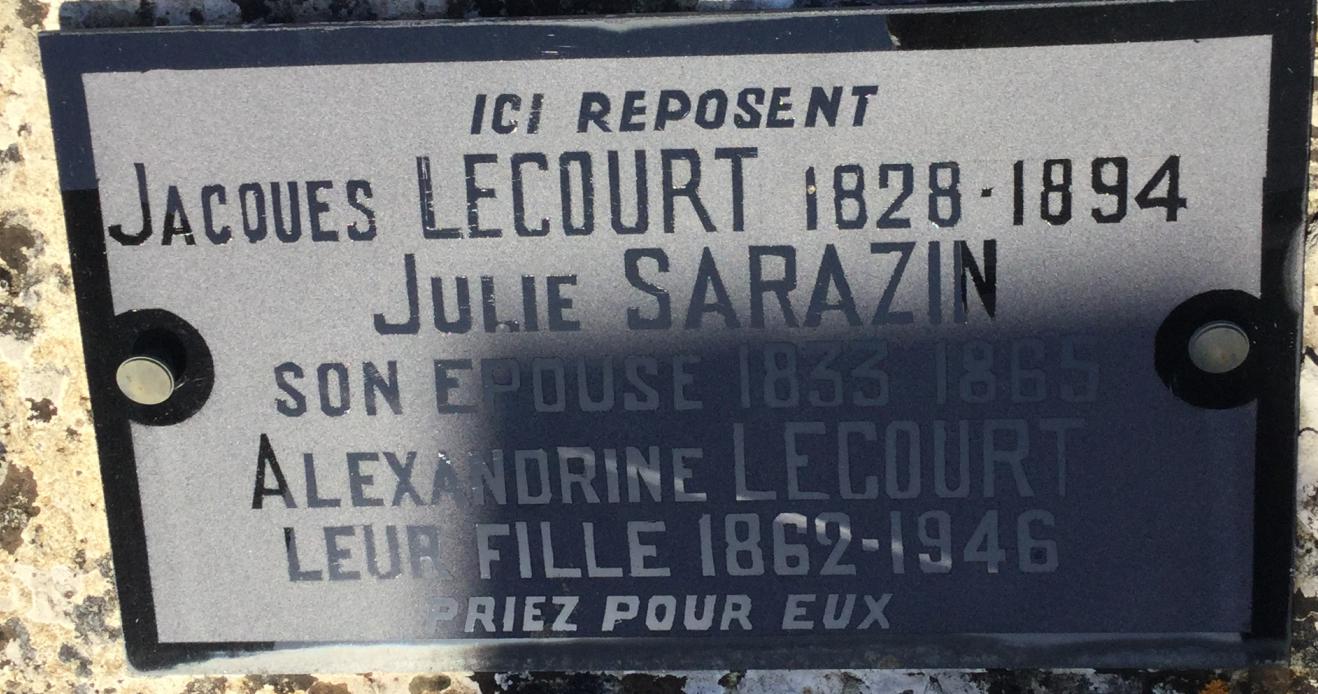 ICI REPOSENT
JACQUES LECOURT 1828-1894
JULIE SARAZIN
SON EPOUSE 1833 1865
ALEXANDRINE LECOURT
LEUR FILLE 1862-1946
PRIEZ POUR EUX